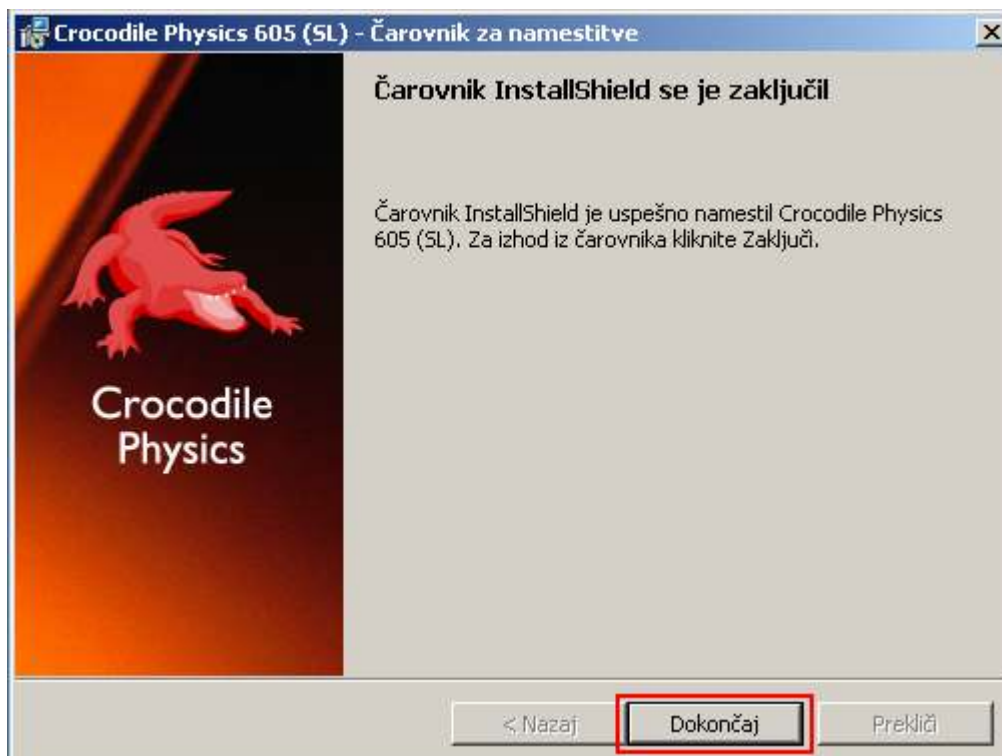 Crocodile Physics 605 (SL) - Čarovnik za namestitve
Čarovnik InstallShield se je zaključil
Čarovnik InstallShield je uspešno namestil Crocodile Physics
605 (SL). Za izhod iz čarovnika kliknite Zaključi.
Crocodile
Physics
< Nazaj
Dokončaj
Prekliči